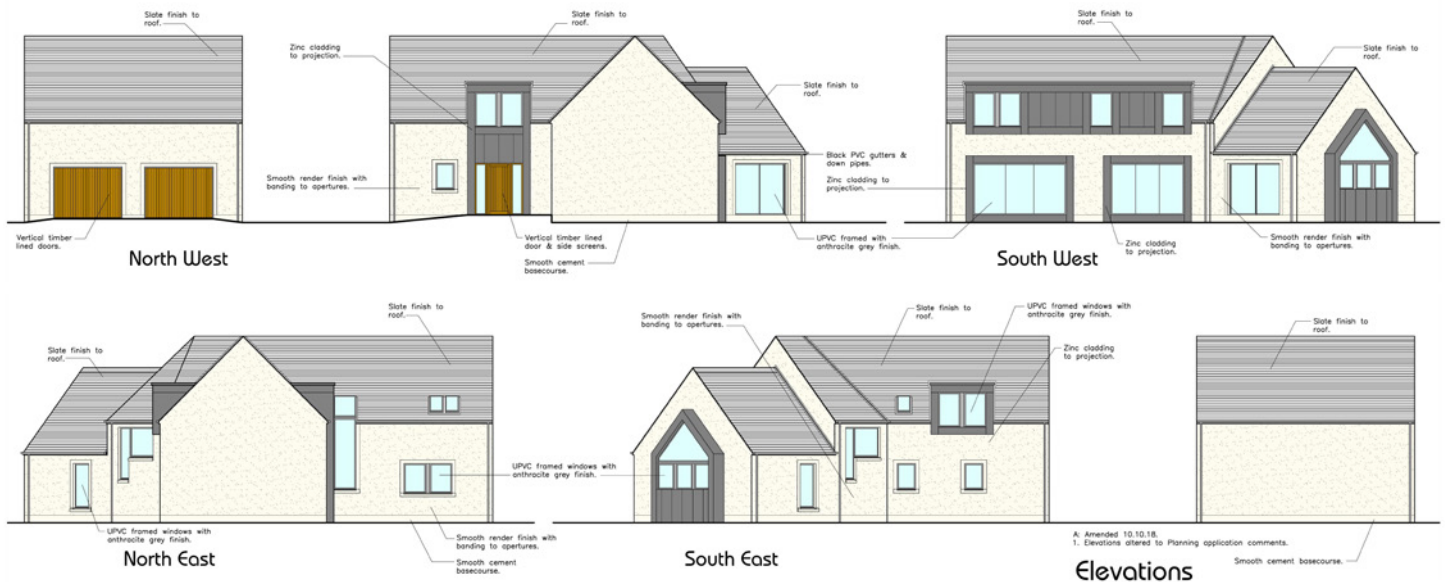 Slate finish to
roof.
Zinc cladding
to projection.
Slate finish to
roof.
Slate finish to
roof.
Smooth render finish with
banding to apertures.
Black PVC gutters &
down pipes.
Vertical timber
lined doors.
Vertical timber lined
door & side screens.
Smooth cement
basecourse.
UPVC framed with
anthracite grey finish.
North West
Slate finish to
roof.
Slate finish to
roof.
Zinc cladding to
projection.
Zinc cladding
to projection.
Smooth render finish with
banding to apertures.
South West
Slate finish to
roof.
Slate finish to
roof.
UPVC framed windows with
anthracite grey finish.
UPVC framed windows with
anthracite grey finish.
Smooth render finish with
banding to apertures.
Smooth cement
basecourse.
North East
Smooth render finish with
banding to apertures.
Slate finish to
roof.
UPVC framed windows with
anthracite grey finish.
Zinc cladding
to projection.
South East
Slate finish to
roof.
A: Amended 10.10.18.
1. Elevations altered to Planning application comments.
Smooth cement basecourse.
Elevations